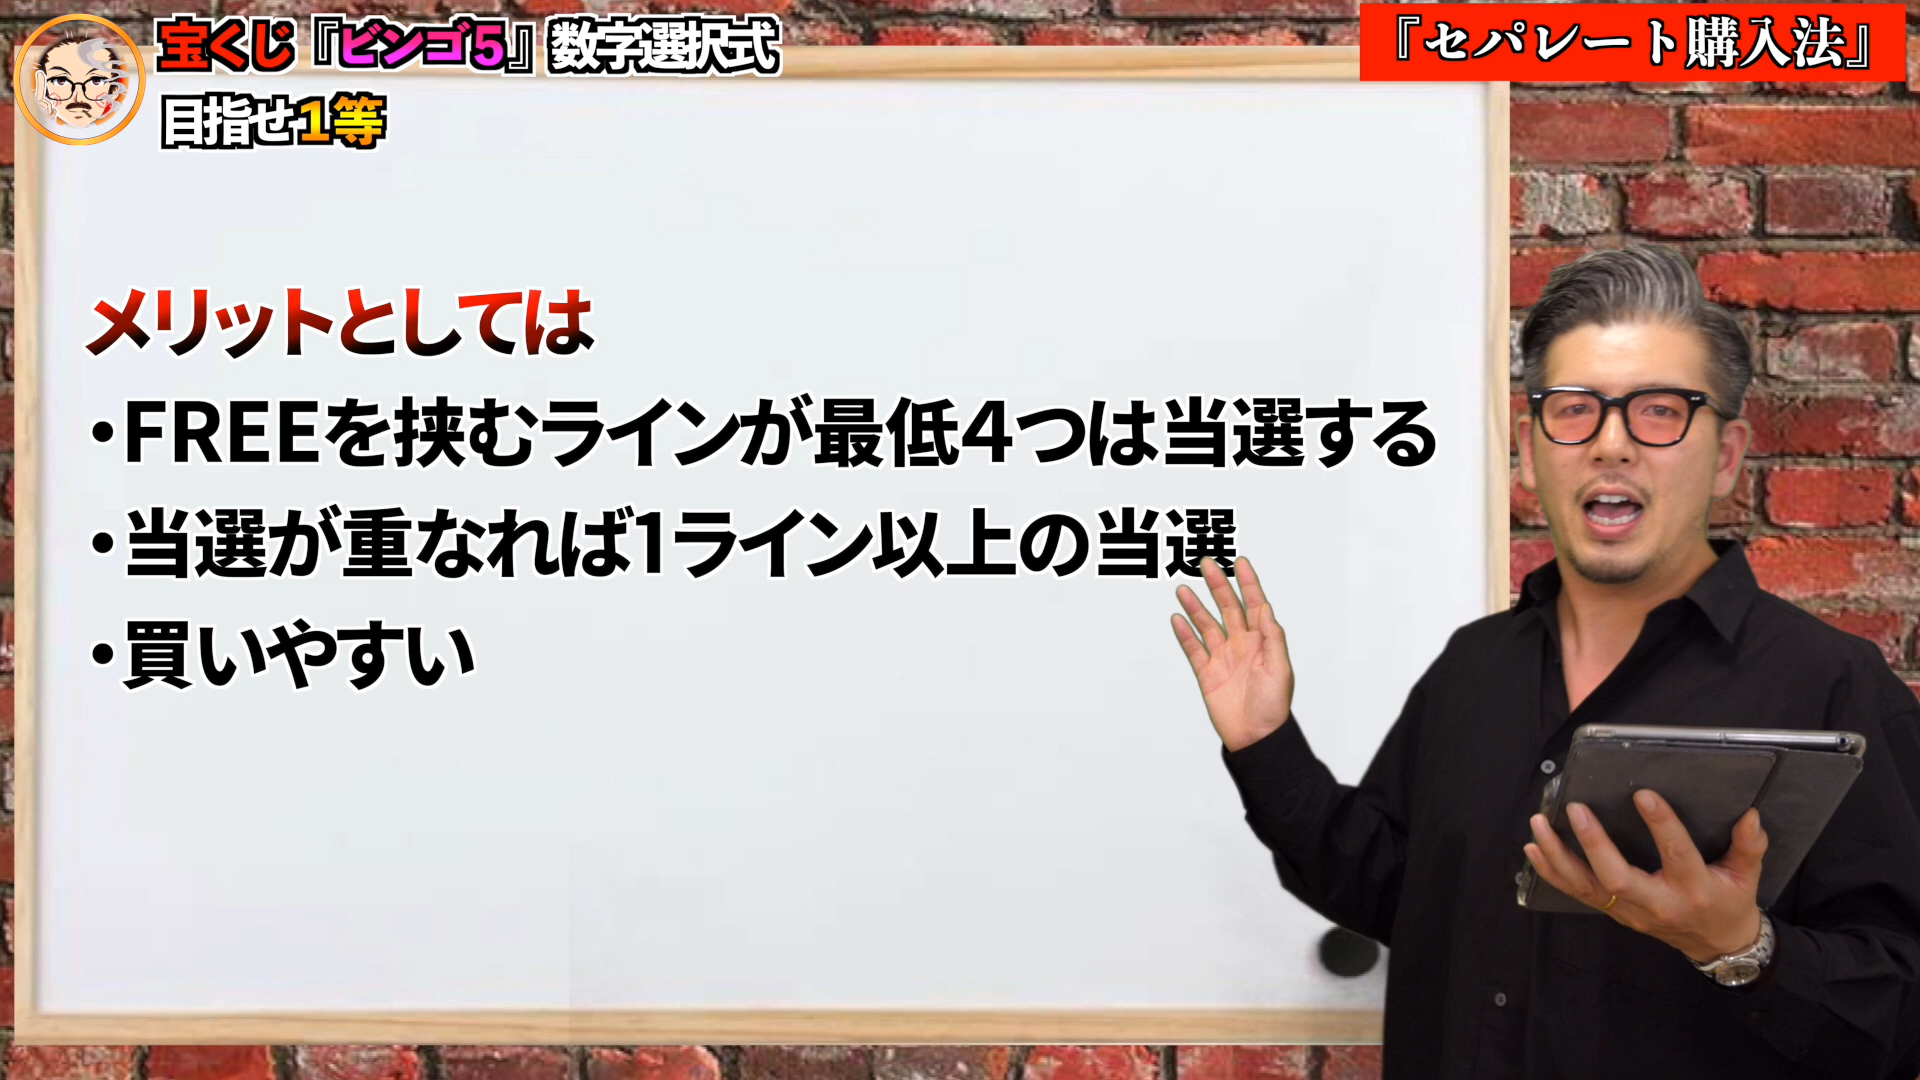 宝くじ『ビンゴ5』数字選択式
目指せ1等
『セパレート購入法』
メリットとしては
・FREEを挟むラインが最低4つは当選する
・当選が重なれば1ライン以上の当選
・買いやすい